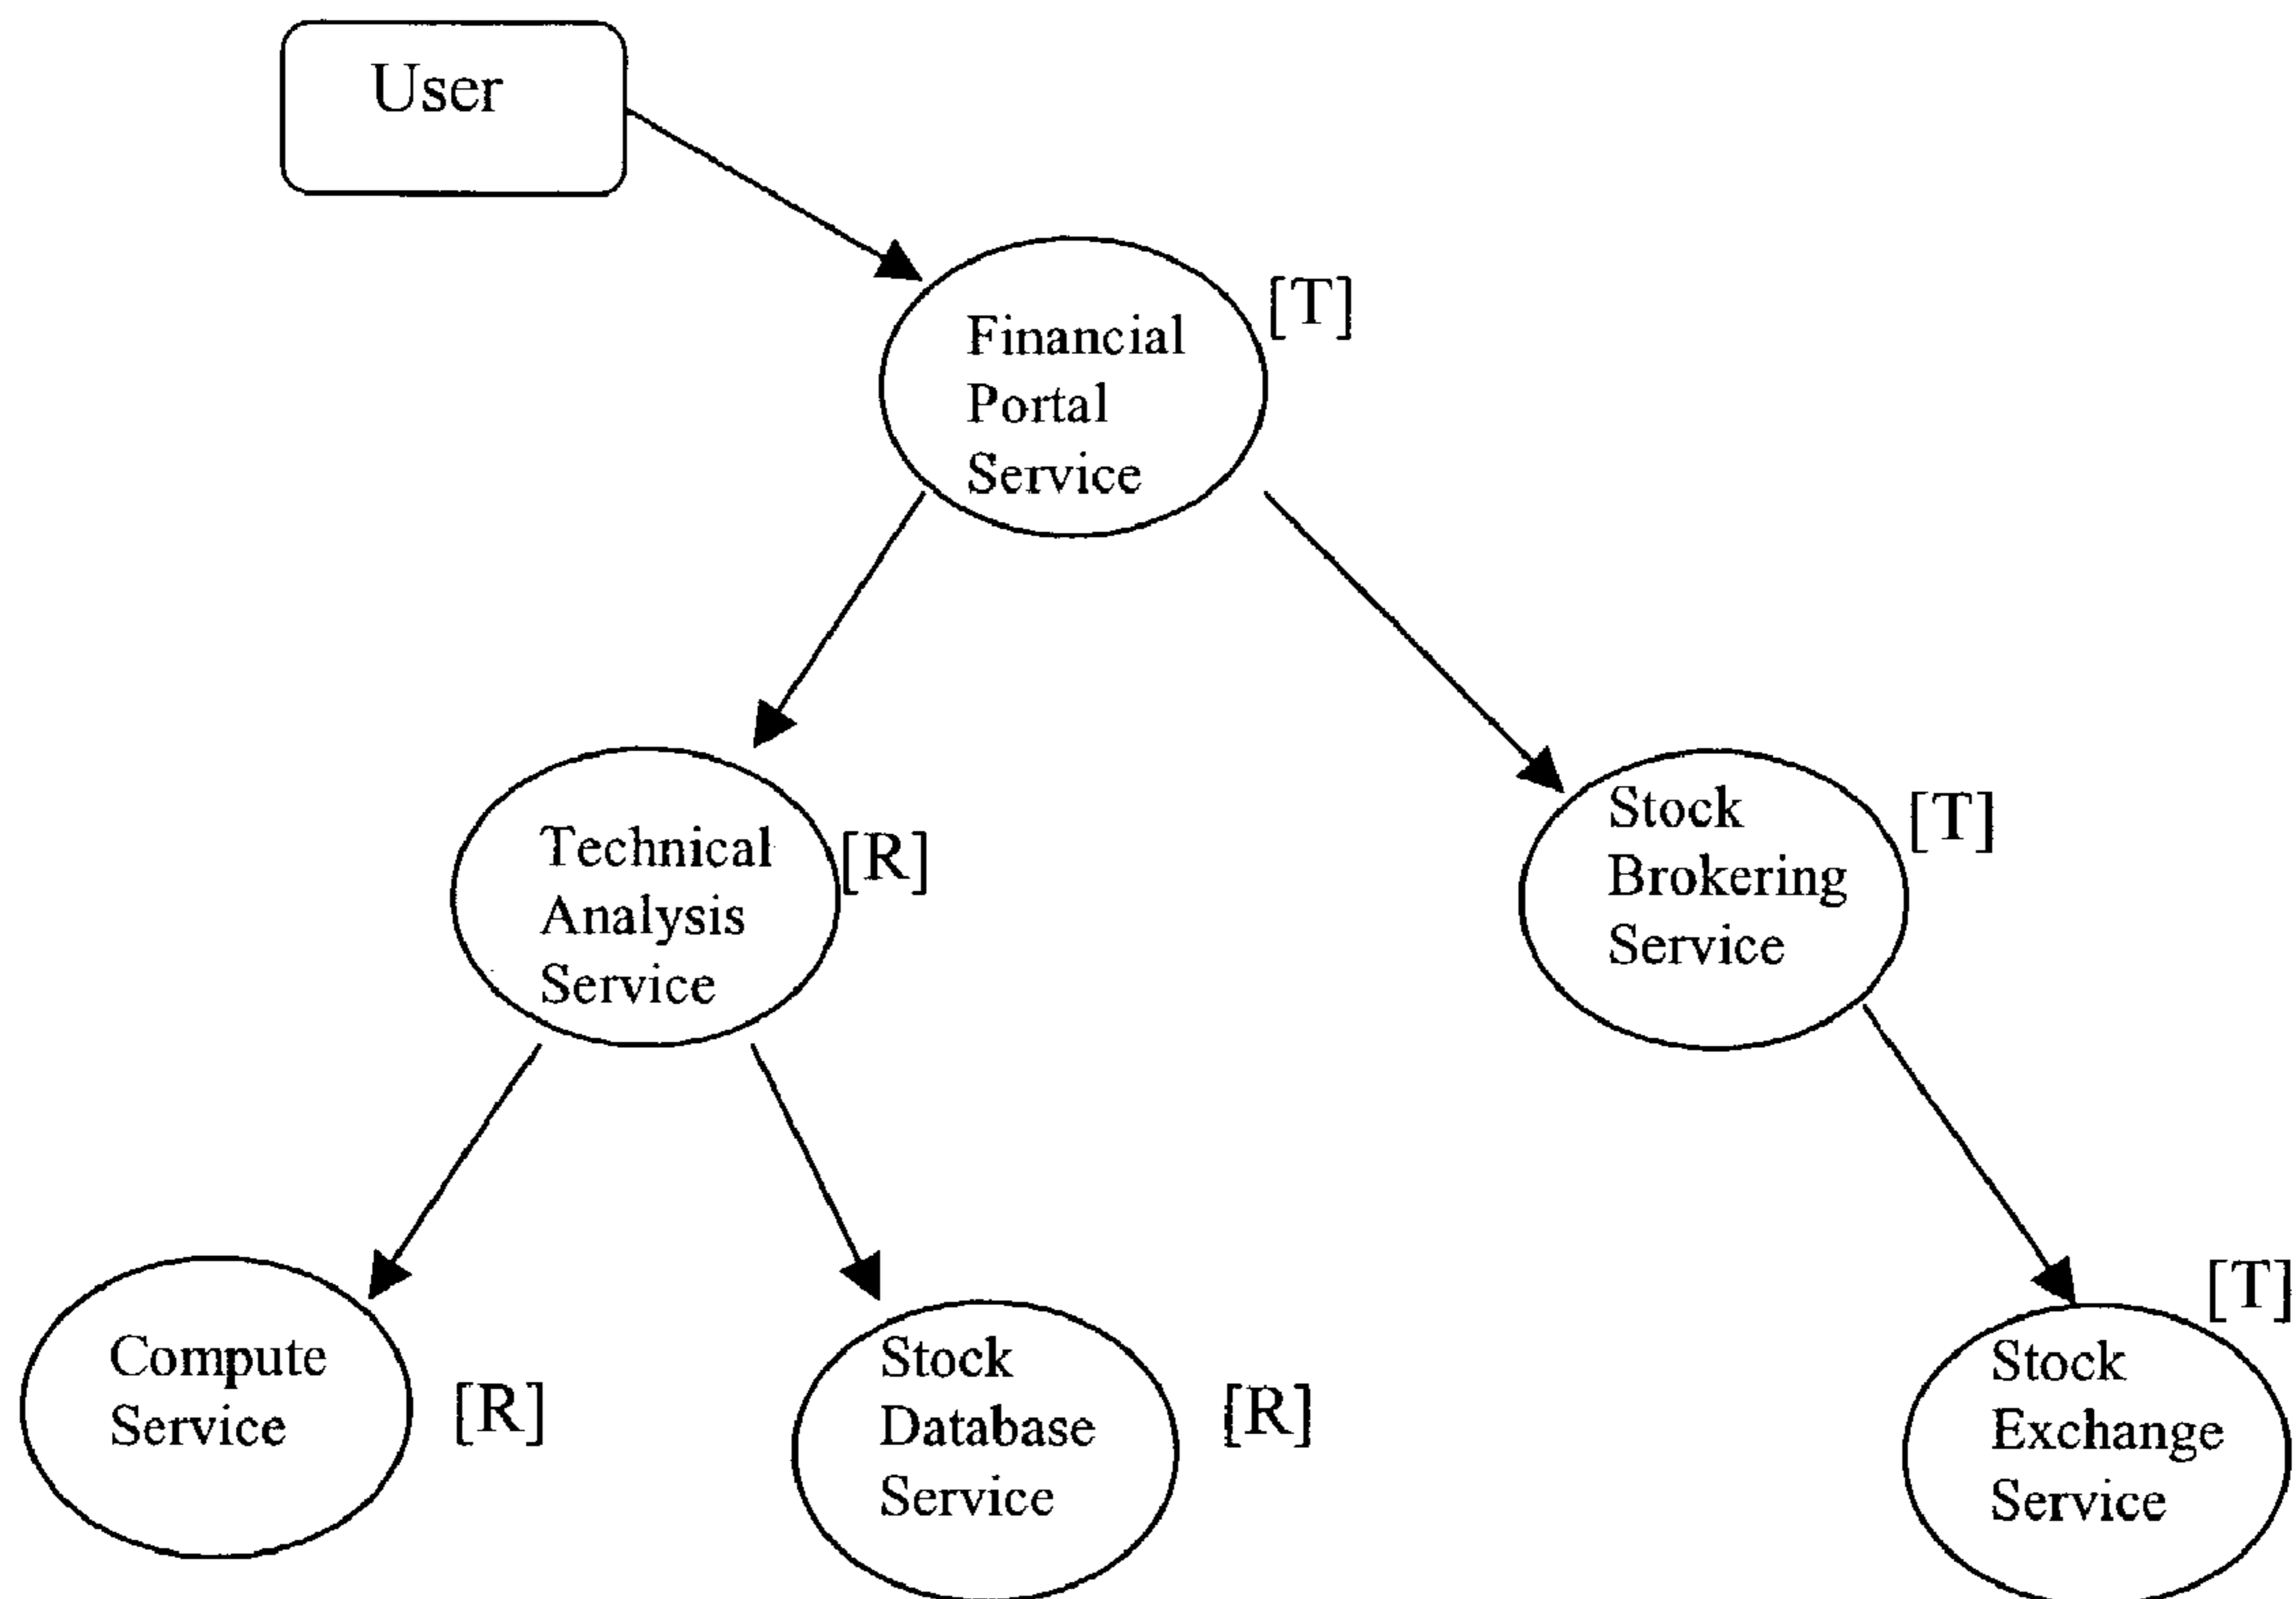 User
[T]
Financial
Portal
Service
Technical
Analysis
Service
[R]
Stock
Brokering
Service
[T]
Compute
Service
[R]
Stock
Database
Service
[R]
[T]
Stock
Exchange
Service